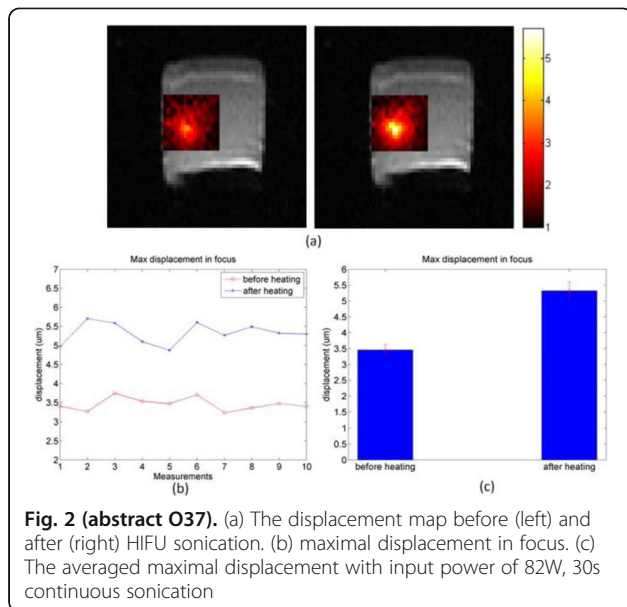 5
4
3
2
1
(a)
Max displacement in focus
7
6.5
6
5.5
5
4.5
4
3.5
3
2.5
2
displacement (um)
before heating
after heating
1 2 3 4 5 6 7 8 9 10
Measurements
(b)
Max displacement in focus
6
5.5
5
4.5
4
3.5
3
2.5
2
1.5
1
0.5
0
displacement (um)
before heating after heating
(c)
Fig. 2 (abstract O37). (a) The displacement map before (left) and
after (right) HIFU sonication. (b) maximal displacement in focus. (c)
The averaged maximal displacement with input power of 82W, 30s
continuous sonication